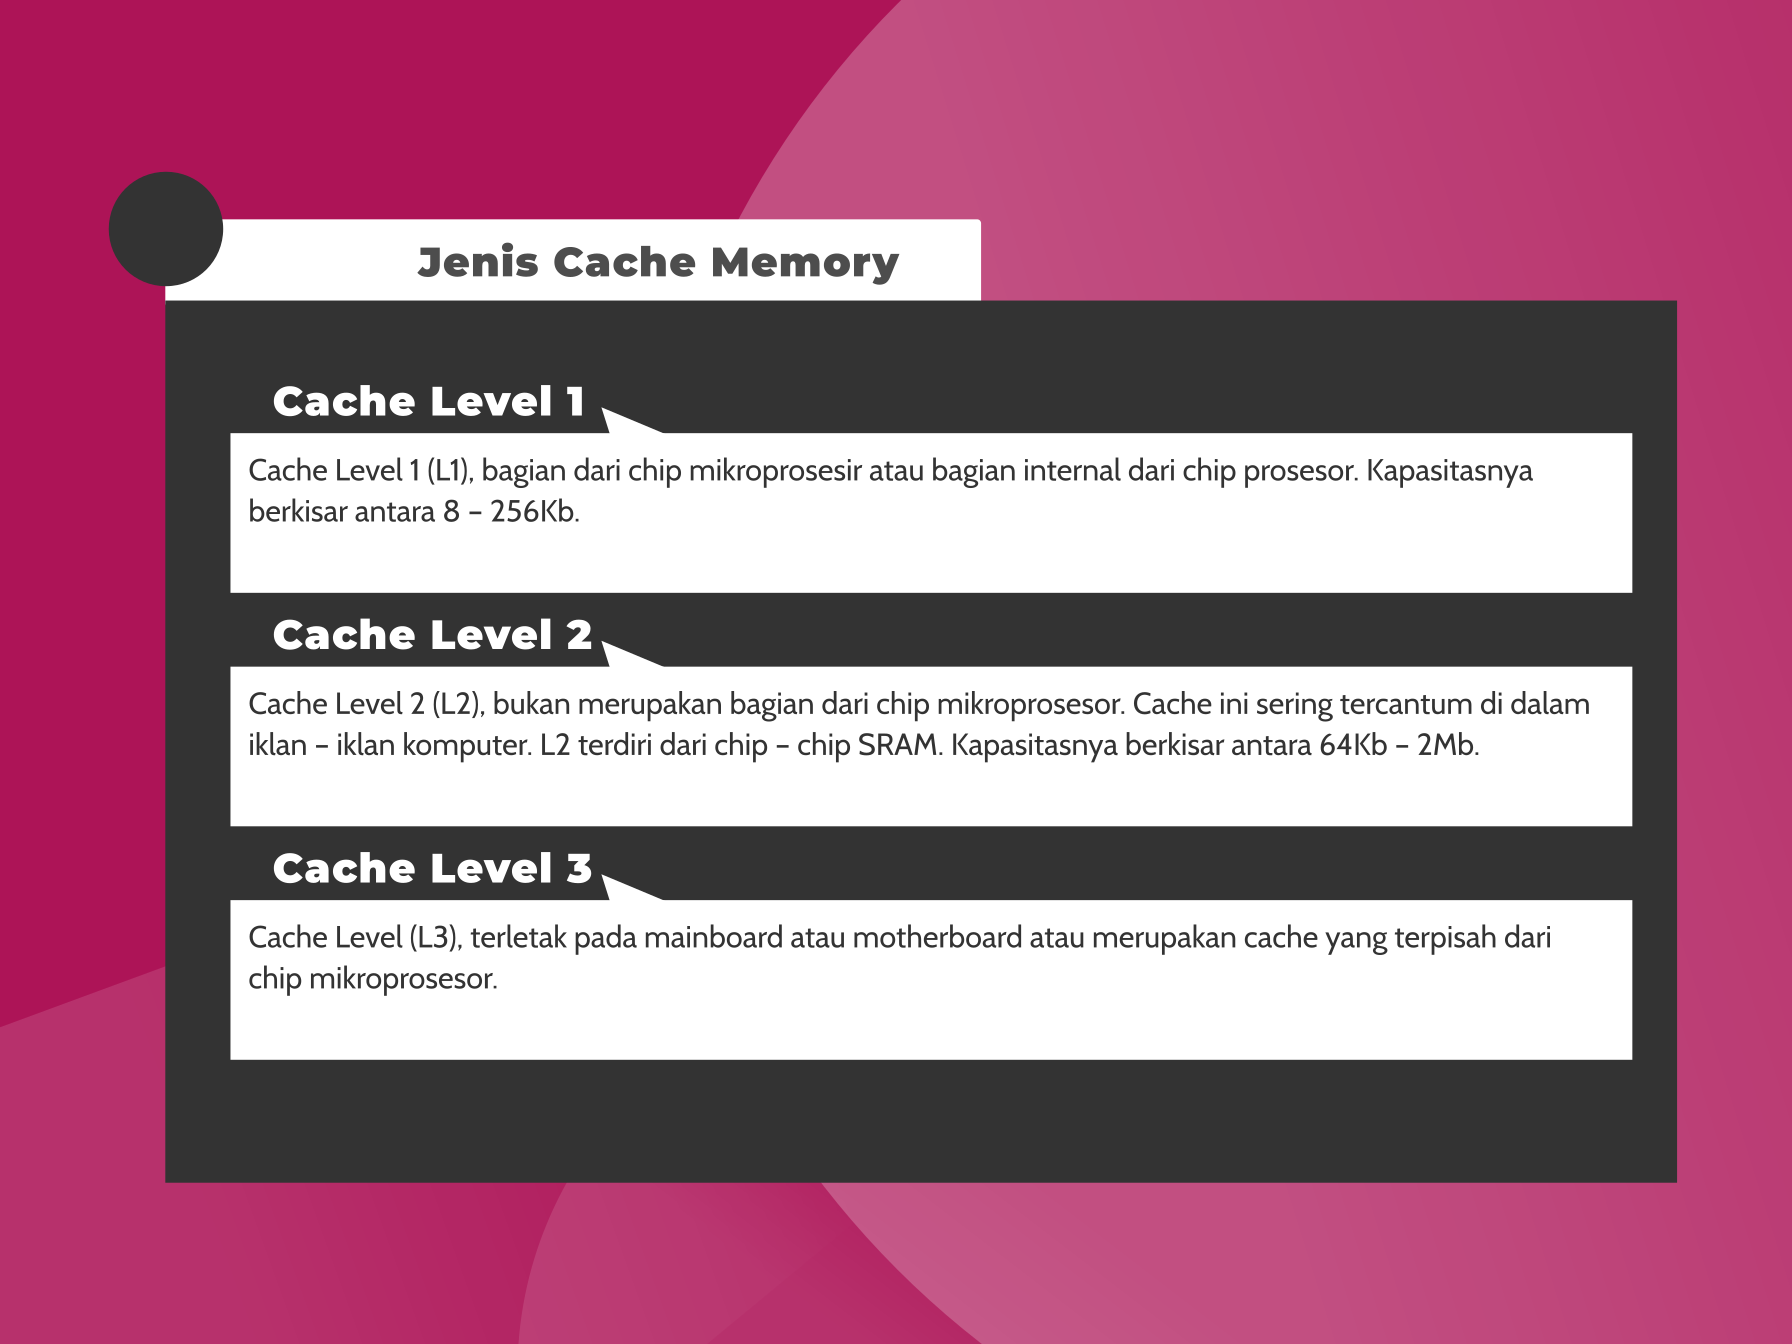 Jenis Cache Memory
Cache Level 1
Cache Level 1 (L1), bagian dari chip mikroprosesir atau bagian internal dari chip prosesor. Kapasitasnya
berkisar antara 8 – 256Kb.
Cache Level 2
Cache Level 2 (L2), bukan merupakan bagian dari chip mikroprosesor. Cache ini sering tercantum di dalam
iklan – iklan komputer. L2 terdiri dari chip – chip SRAM. Kapasitasnya berkisar antara 64Kb – 2Mb.
Cache Level 3
Cache Level (L3), terletak pada mainboard atau motherboard atau merupakan cache yang terpisah dari
chip mikroprosesor.